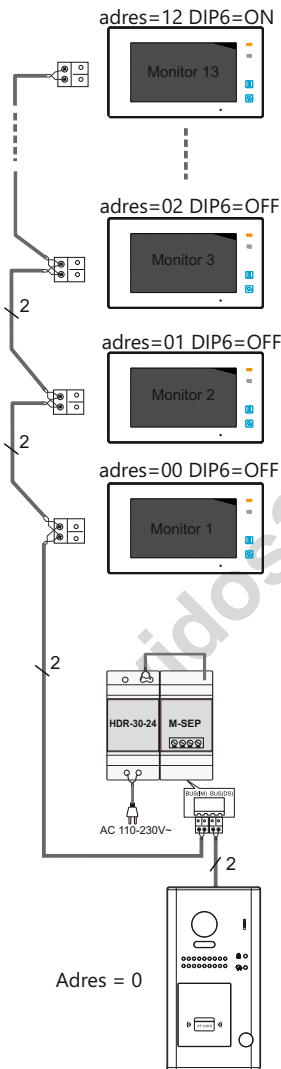 adres=12 DIP6=ON
Monitor 13
adres=02 DIP6=OFF
Monitor 3
2
adres=01 DIP6=OFF
Monitor 2
2
adres=00 DIP6=OFF
Monitor 1
2
HDR-30-24 M-SEP
BUS(IM) BUS(DS)
AC 110-230V~
2
Adres = 0